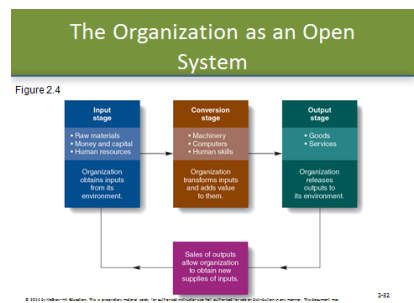 The Organization as an Open
System
Figure 2.4
Input
stage
• Raw materials
• Money and capital
• Human resources
Organization
obtains inputs
from its
environment.
Conversion
stage
• Machinery
• Computers
• Human skills
Organization
transforms inputs
and adds value
to them.
Output
stage
• Goods
• Services
Organization
releases
outputs to
its environment.
Sales of outputs
allow organization
to obtain new
supplies of inputs.
2-32